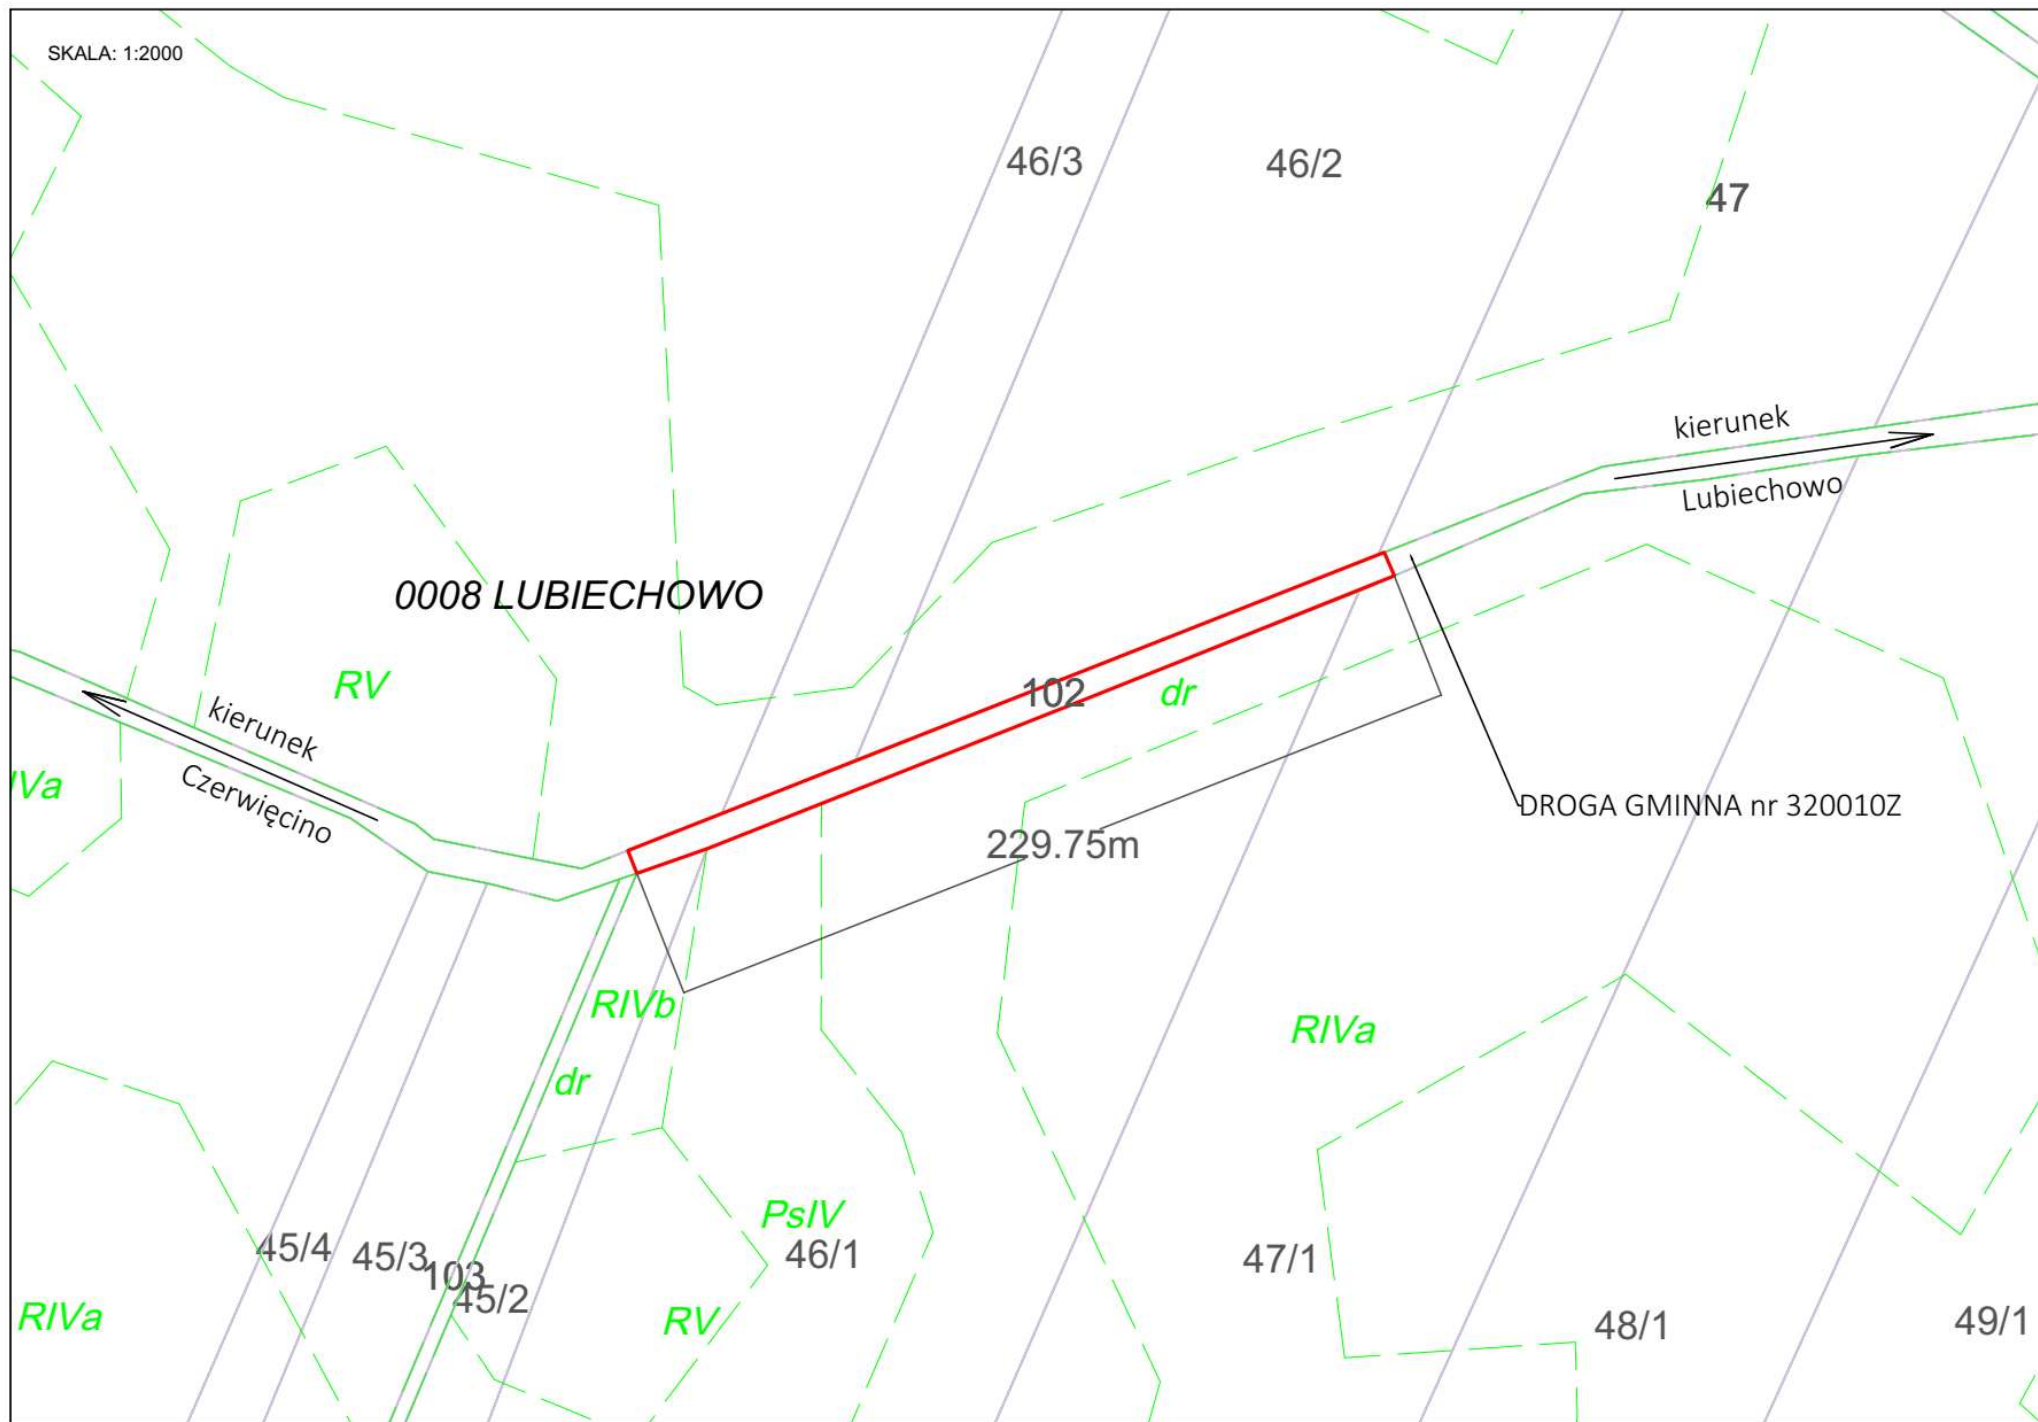 SKALA: 1:2000
46/3
46/2
47
kierunek
Lubiechowo
0008 LUBIECHOWO
RV
102
dr
kierunek
Czerwięcino
IVa
DROGA GMINNA nr 320010Z
229.75m
RIVb
RIVa
dr
PsIV
45/4
45/3
46/1
47/1
103
45/2
RIVa
RV
48/1
49/1